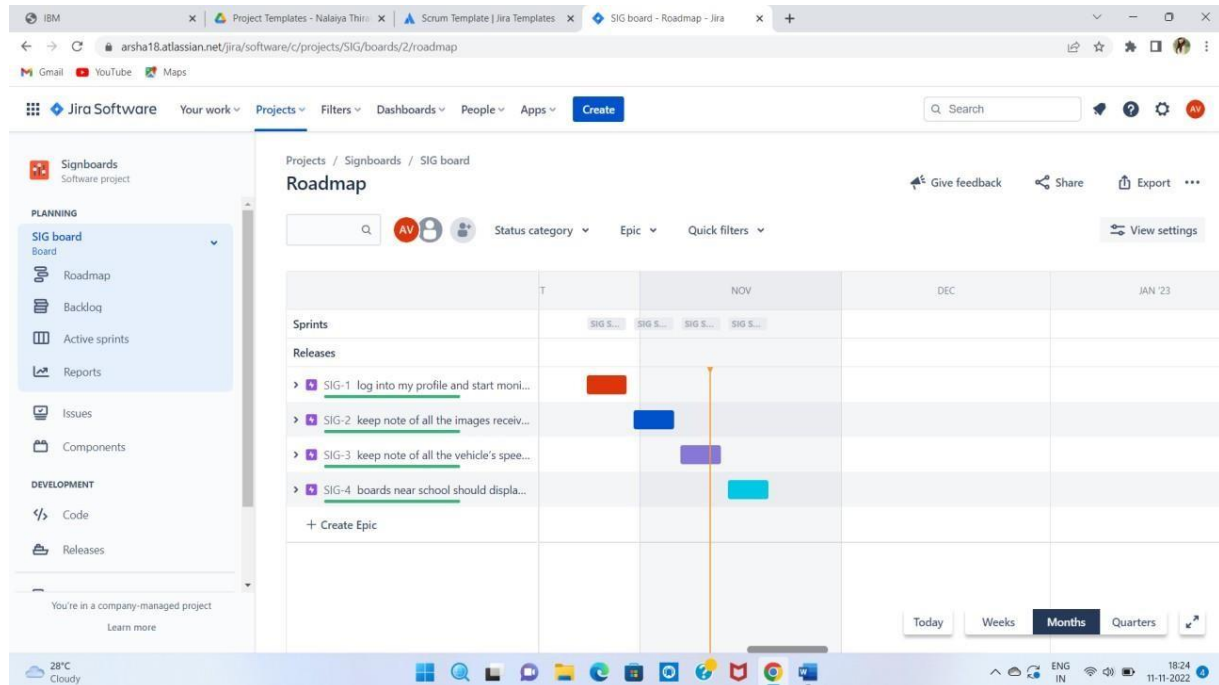 IBM
Project Templates - Nalaiya Thira
Scrum Template | Jira Templates
SIG board - Roadmap - Jira
arsha18.atlassian.net/jira/software/c/projects/SIG/boards/2/roadmap
Gmail YouTube Maps
Jira Software Your work Projects Filters Dashboards People Apps Create Search AV
Signboards
Software project
PLANNING
SIG board
Board
Roadmap
Backlog
Active sprints
Reports
Issues
Components
DEVELOPMENT
Code
Releases
You're in a company-managed project
Learn more
Projects / Signboards / SIG board
Roadmap
Give feedback Share Export
AV Status category Epic Quick filters View settings
T NOV DEC JAN '23
Sprints SIG S... SIG S... SIG S... SIG S...
Releases
SIG-1 log into my profile and start moni...
SIG-2 keep note of all the images receiv...
SIG-3 keep note of all the vehicle's spee...
SIG-4 boards near school should displa...
+ Create Epic
Today Weeks Months Quarters
28°C
Cloudy
ENG
IN
18:24
11-11-2022
4